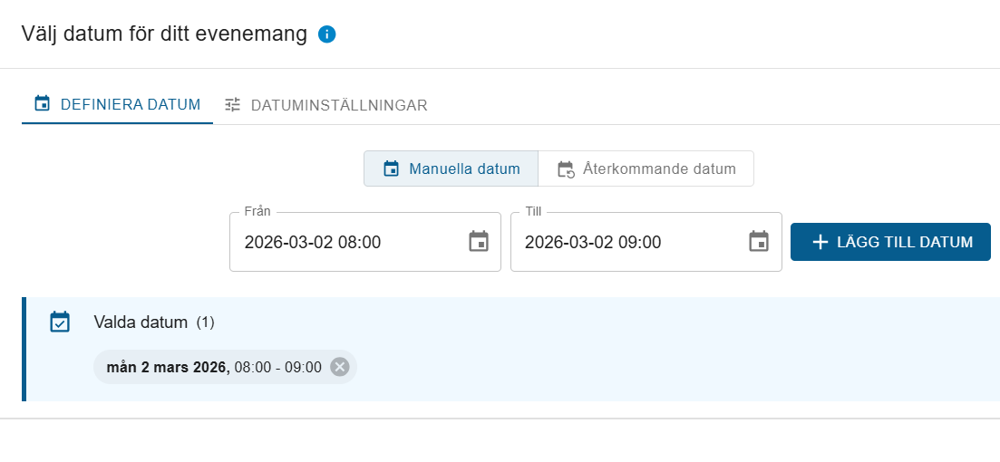 Välj datum för ditt evenemang
DEFINIERA DATUM
DATUMINSTÄLLNINGAR
Manuella datum
Återkommande datum
Från
2026-03-02 08:00
Till
2026-03-02 09:00
LÄGG TILL DATUM
Valda datum (1)
mån 2 mars 2026, 08:00 - 09:00